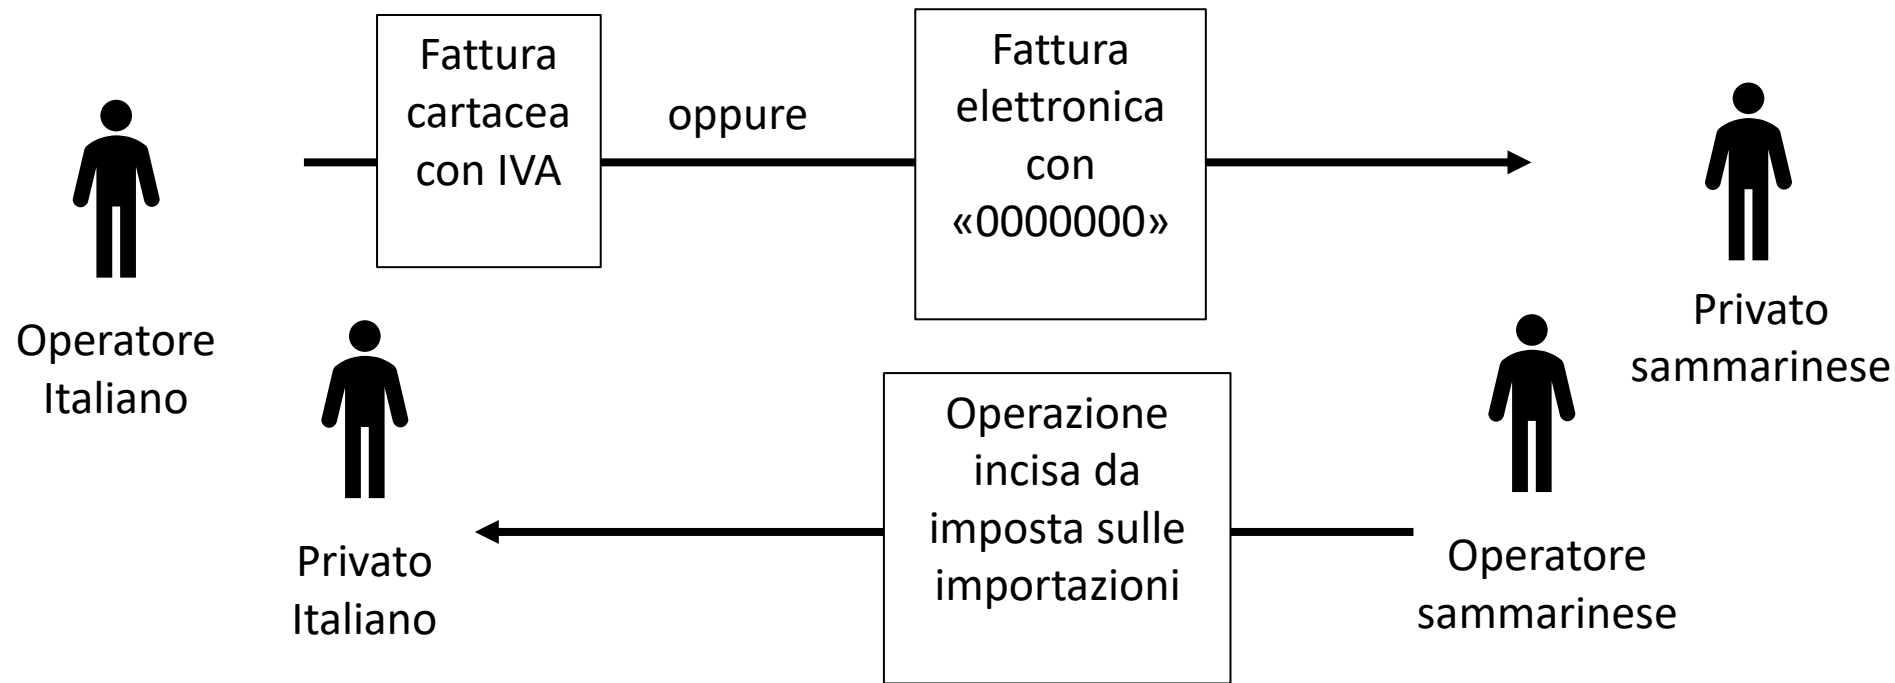 Fattura
cartacea
con IVA
oppure
Fattura
elettronica
con
«0000000»
Operatore
Italiano
Privato
sammarinese
Privato
Italiano
Operazione
incisa da
imposta sulle
importazioni
Operatore
sammarinese